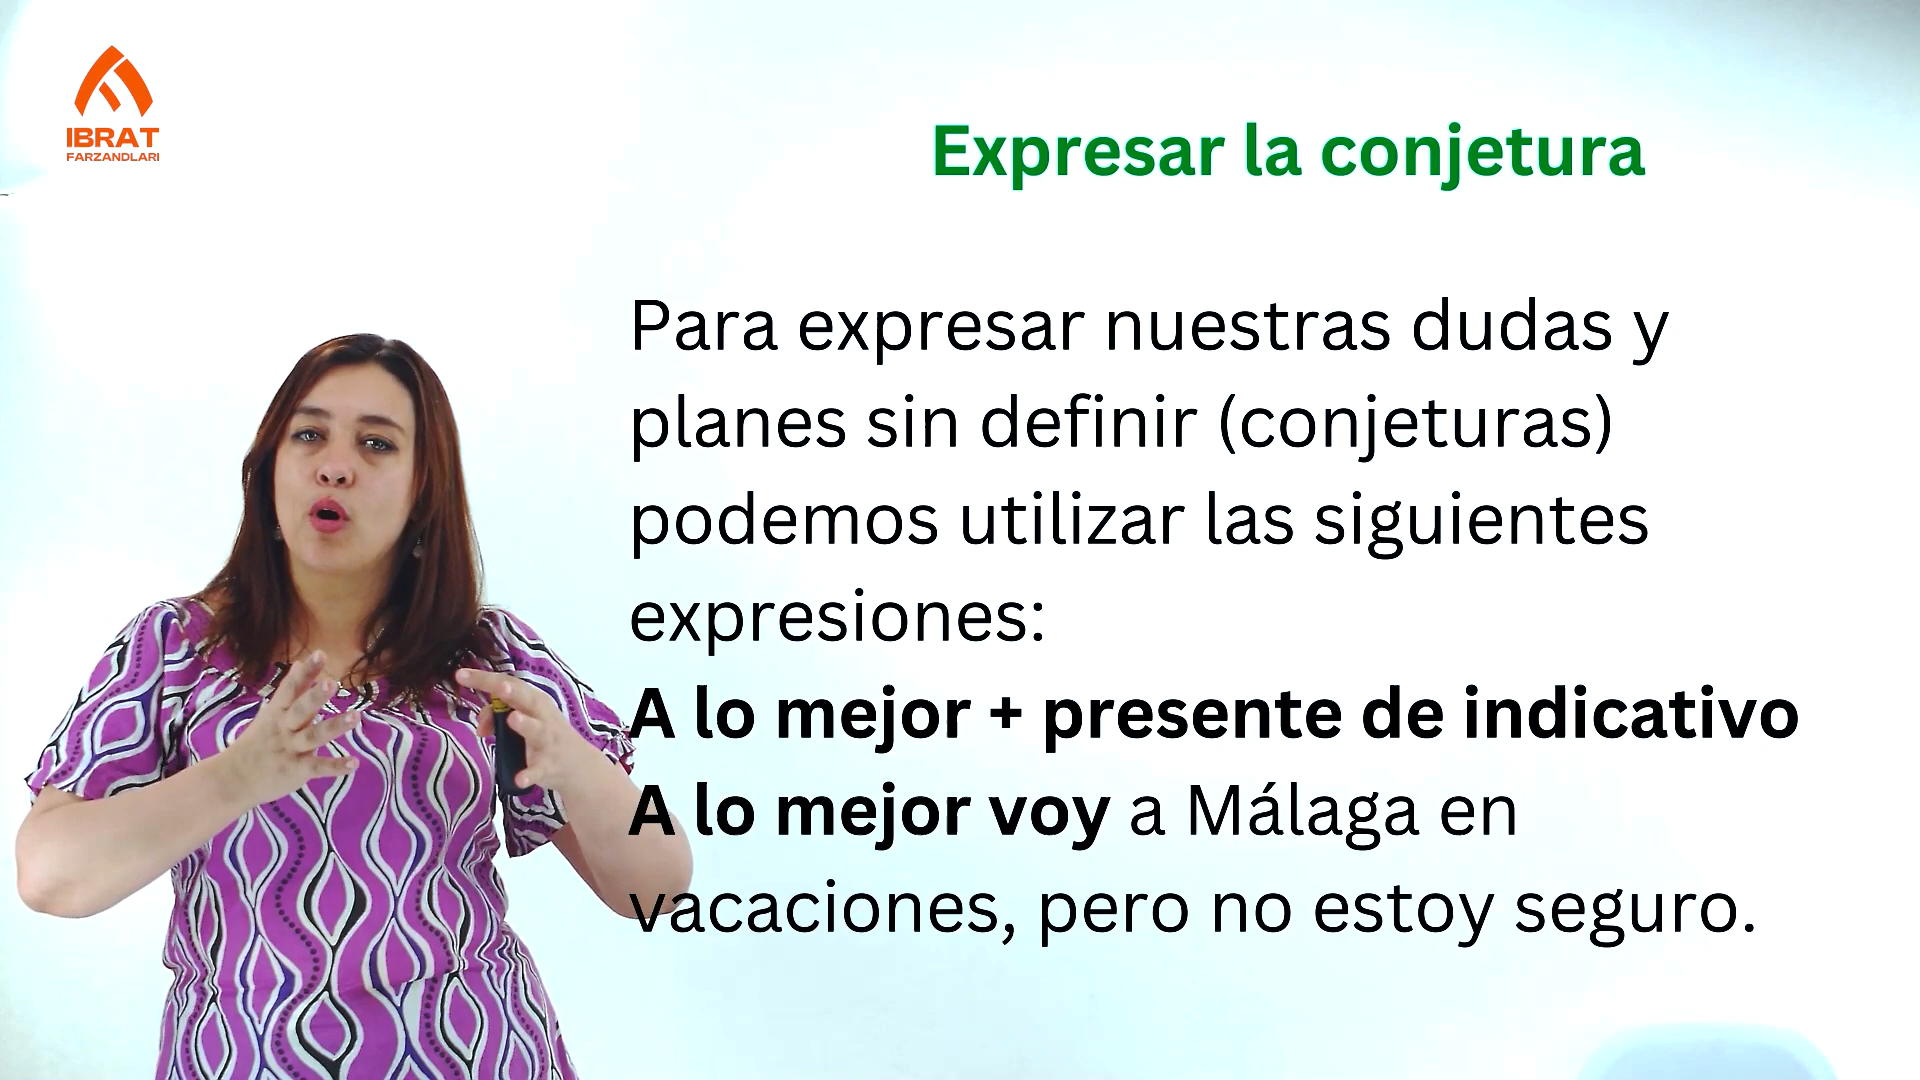 IBRAT
FARZANDLARI
Expresar la conjetura
Para expresar nuestras dudas y
planes sin definir (conjeturas)
podemos utilizar las siguientes
expresiones:
A lo mejor + presente de indicativo
A lo mejor voy a Málaga en
vacaciones, pero no estoy seguro.